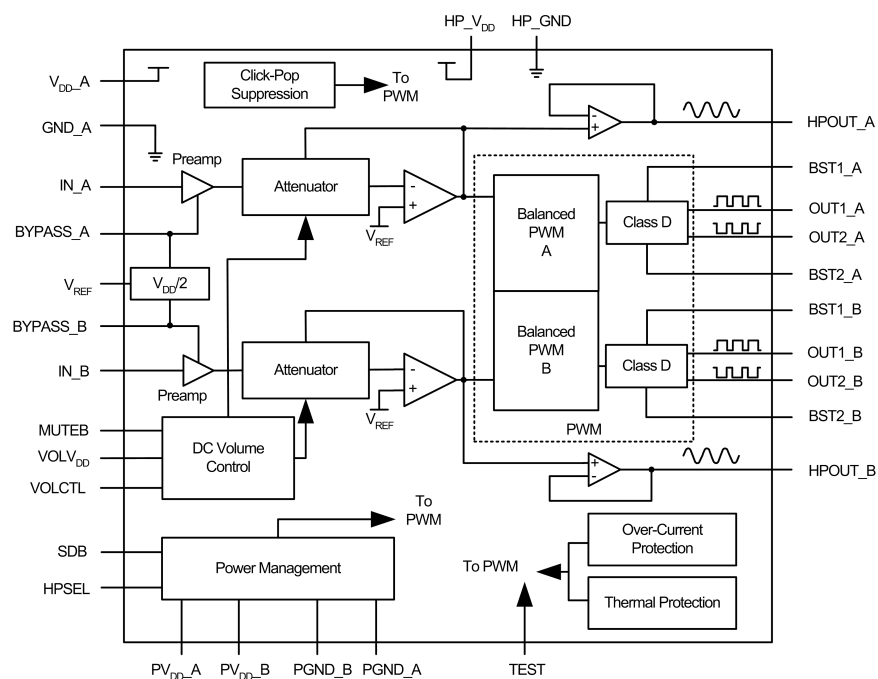 HP_VDD
HP_GND
VDD_A
Click-Pop
Suppression
To
PWM
GND_A
HPOUT_A
Preamp
IN_A
Attenuator
-
+
-
+
VREF
Balanced
PWM
A
Class D
BST1_A
OUT1_A
OUT2_A
BST2_A
BYPASS_A
VREF
VDD/2
BYPASS_B
IN_B
Preamp
Attenuator
-
+
VREF
Balanced
PWM
B
Class D
BST1_B
OUT1_B
OUT2_B
BST2_B
PWM
MUTEB
VOLVDD
VOLCTL
DC Volume
Control
+
-
HPOUT_B
To
PWM
SDB
HPSEL
Power Management
To PWM
Over-Current
Protection
Thermal Protection
PVDD_A
PVDD_B
PGND_B
PGND_A
TEST